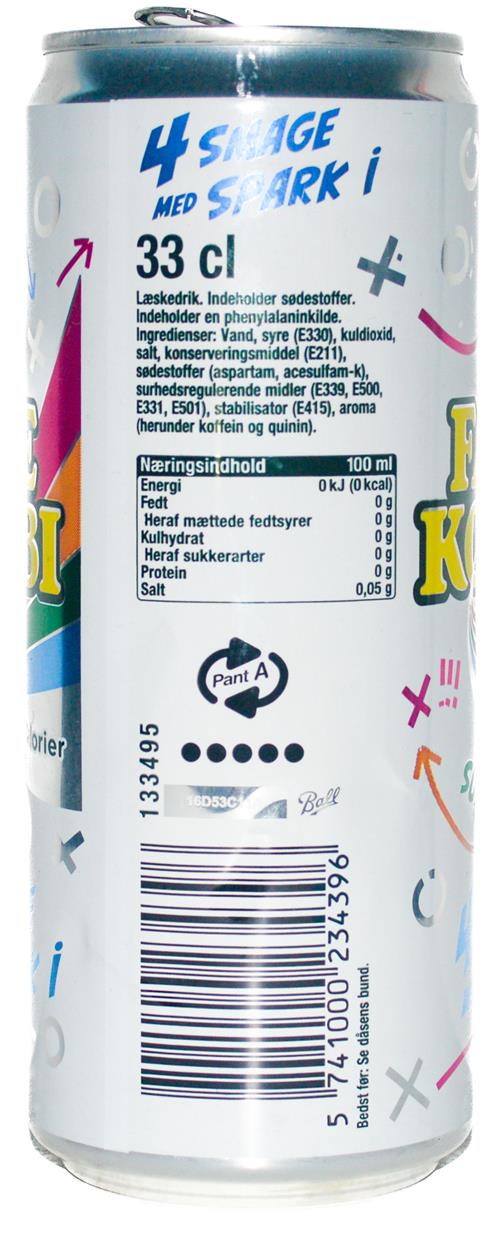 4 SMAGE
MED SPARK i
33 cl
Læskedrik. Indeholder sødestoffer.
Indeholder en phenylalaninkilde.
Ingredienser: Vand, syre (E330), kuldioxid,
salt, konserveringsmiddel (E211),
sødestoffer (aspartam, acesulfam-k),
surhedsregulerende midler (E339, E500,
E331, E501), stabilisator (E415), aroma
(herunder koffein og quinin).
Næringsindhold 100 ml
Energi 0 kJ (0 kcal)
Fedt 0 g
Heraf mættede fedtsyrer 0 g
Kulhydrat 0 g
Heraf sukkerarter 0 g
Protein 0 g
Salt 0,05 g
Pant A
133495
Ball
5 741000 234396
Bedst før: Se dåsens bund.